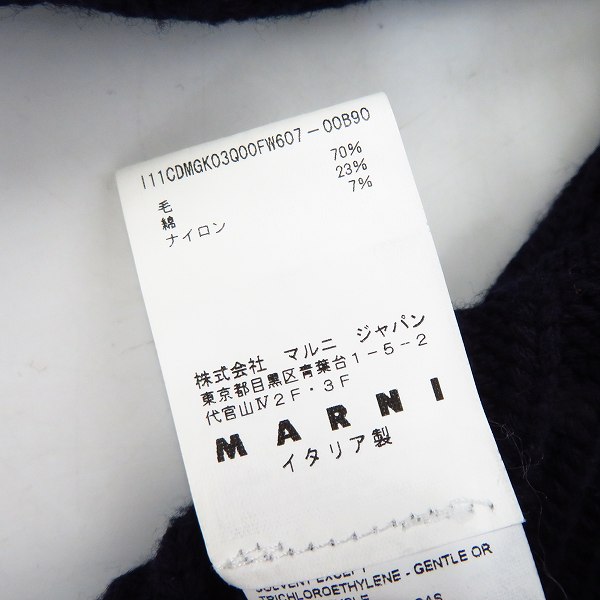 I11CDMGK03Q00FW607-00B90
毛 70%
綿 23%
ナイロン 7%
株式会社 マルニ ジャパン
東京都目黒区青葉台1-5-2
代官山Ⅳ2F・3F
MARNI
イタリア製
SOLVENT EXCEPT
TRICHLOROETHYLENE - GENTLE OR